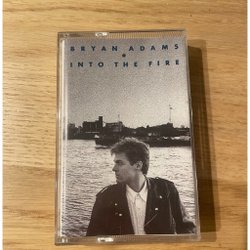 BRYAN ADAMS
INTO THE FIRE